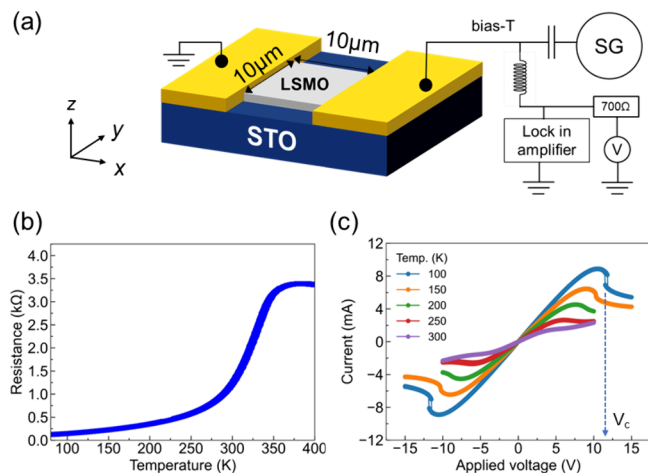 (a)
bias-T
SG
10μm
10μm
LSMO
STO
700Ω
Lock in
amplifier
V
z
y
x
(b)
Resistance (kΩ)
4.0
3.5
3.0
2.5
2.0
1.5
1.0
0.5
0.0
100 150 200 250 300 350 400
Temperature (K)
(c)
Current (mA)
12
8
4
0
−4
−8
−12
Temp. (K)
100
150
200
250
300
Vc
−15 −10 −5 0 5 10 15
Applied voltage (V)